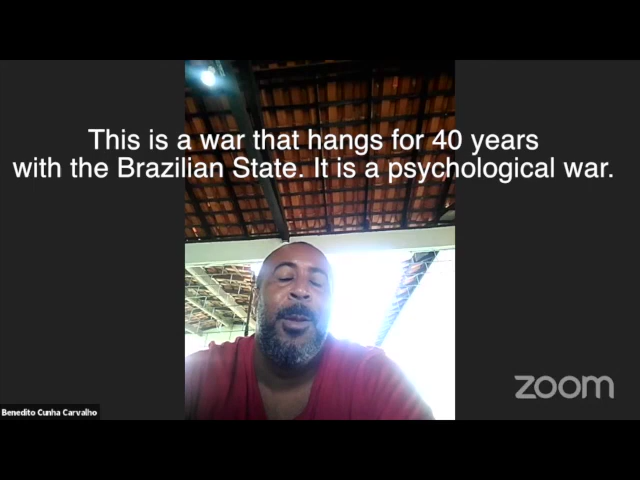 This is a war that hangs for 40 years
with the Brazilian State. It is a psychological war.
Benedito Cunha Carvalho
zoom